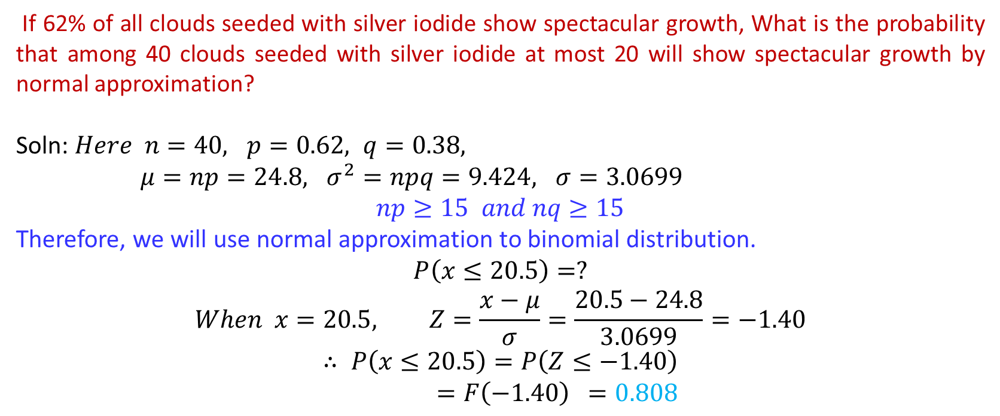 If 62% of all clouds seeded with silver iodide show spectacular growth, What is the probability
that among 40 clouds seeded with silver iodide at most 20 will show spectacular growth by
normal approximation?
Soln: Here n = 40, p = 0.62, q = 0.38,
μ = np = 24.8, σ² = npq = 9.424, σ = 3.0699
np ≥ 15 and nq ≥ 15
Therefore, we will use normal approximation to binomial distribution.
P(x ≤ 20.5) =?
When x = 20.5, Z = (x − μ)/σ = (20.5 − 24.8)/3.0699 = −1.40
∴ P(x ≤ 20.5) = P(Z ≤ −1.40)
= F(−1.40) = 0.808